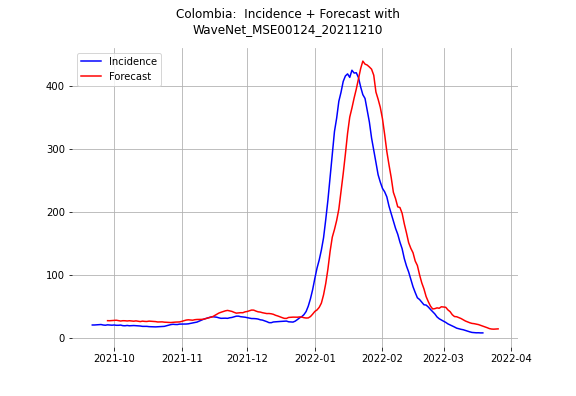 Colombia:  Incidence + Forecast with
WaveNet_MSE00124_20211210
Incidence
Forecast
400
300
200
100
0
2021-10 2021-11 2021-12 2022-01 2022-02 2022-03 2022-04